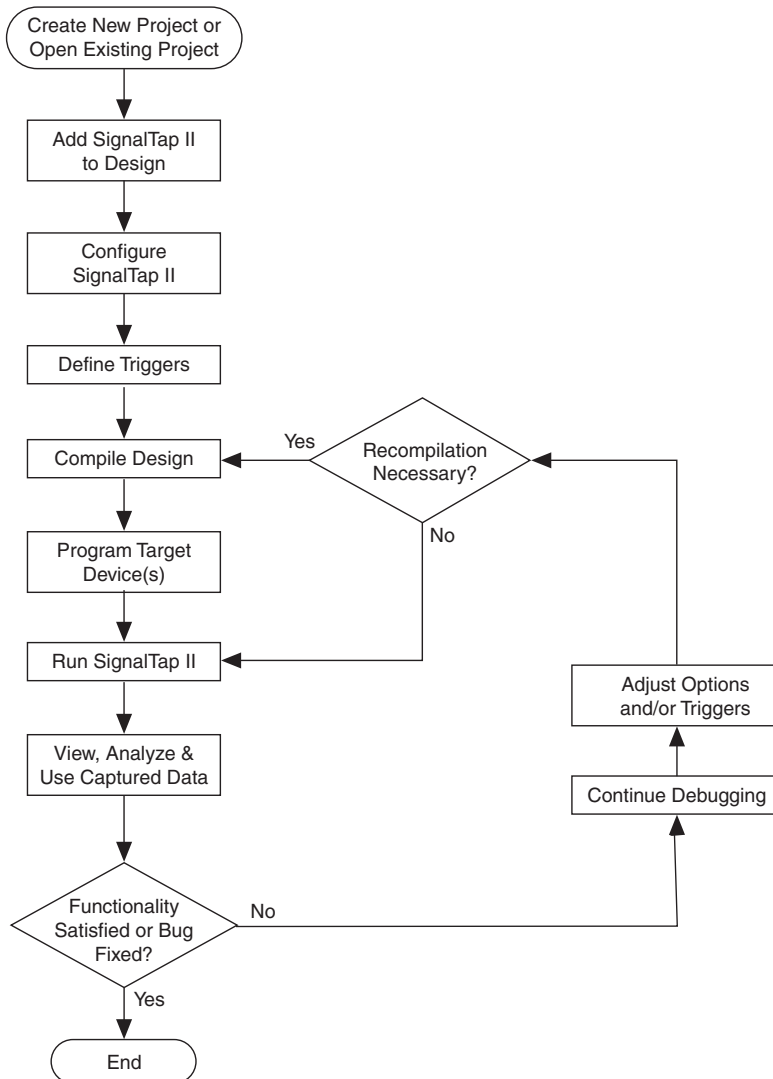 Create New Project or
Open Existing Project
Add SignalTap II
to Design
Configure
SignalTap II
Define Triggers
Compile Design
Yes
Recompilation
Necessary?
No
Program Target
Device(s)
Run SignalTap II
Adjust Options
and/or Triggers
View, Analyze &
Use Captured Data
Continue Debugging
Functionality
Satisfied or Bug
Fixed?
No
Yes
End